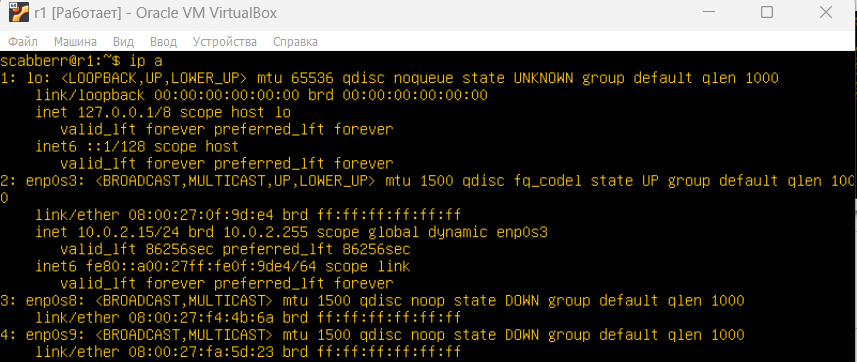 r1 [Работает] - Oracle VM VirtualBox
Файл Машина Вид Ввод Устройства Справка
scabberr@r1:~$ ip a
1: lo: <LOOPBACK,UP,LOWER_UP> mtu 65536 qdisc noqueue state UNKNOWN group default qlen 1000
    link/loopback 00:00:00:00:00:00 brd 00:00:00:00:00:00
    inet 127.0.0.1/8 scope host lo
       valid_lft forever preferred_lft forever
    inet6 ::1/128 scope host
       valid_lft forever preferred_lft forever
2: enp0s3: <BROADCAST,MULTICAST,UP,LOWER_UP> mtu 1500 qdisc fq_codel state UP group default qlen 100
0
    link/ether 08:00:27:0f:9d:e4 brd ff:ff:ff:ff:ff:ff
    inet 10.0.2.15/24 brd 10.0.2.255 scope global dynamic enp0s3
       valid_lft 86256sec preferred_lft 86256sec
    inet6 fe80::a00:27ff:fe0f:9de4/64 scope link
       valid_lft forever preferred_lft forever
3: enp0s8: <BROADCAST,MULTICAST> mtu 1500 qdisc noop state DOWN group default qlen 1000
    link/ether 08:00:27:f4:4b:6a brd ff:ff:ff:ff:ff:ff
4: enp0s9: <BROADCAST,MULTICAST> mtu 1500 qdisc noop state DOWN group default qlen 1000
    link/ether 08:00:27:fa:5d:23 brd ff:ff:ff:ff:ff:ff